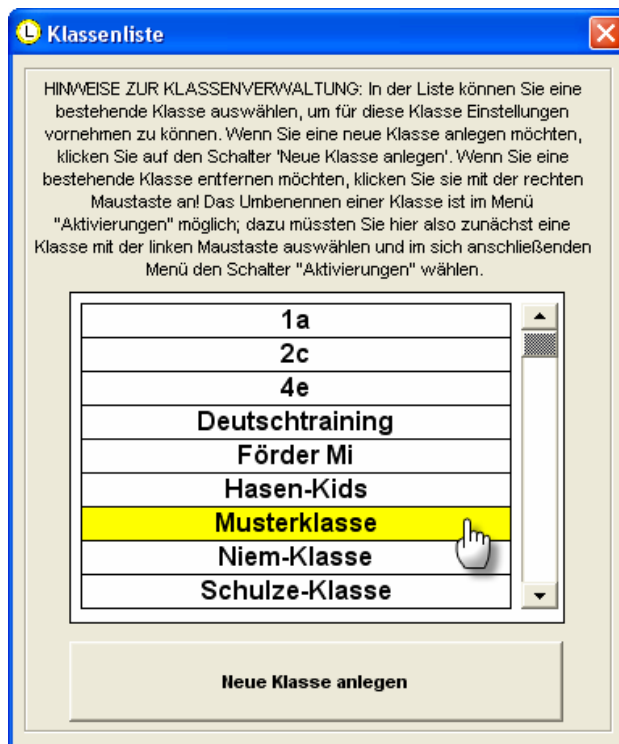 Klassenliste
HINWEISE ZUR KLASSENVERWALTUNG: In der Liste können Sie eine
bestehende Klasse auswählen, um für diese Klasse Einstellungen
vornehmen zu können. Wenn Sie eine neue Klasse anlegen möchten,
klicken Sie auf den Schalter 'Neue Klasse anlegen'. Wenn Sie eine
bestehende Klasse entfernen möchten, klicken Sie sie mit der rechten
Maustaste an! Das Umbenennen einer Klasse ist im Menü
"Aktivierungen" möglich; dazu müssten Sie hier also zunächst eine
Klasse mit der linken Maustaste auswählen und im sich anschließenden
Menü den Schalter "Aktivierungen" wählen.
1a
2c
4e
Deutschtraining
Förder Mi
Hasen-Kids
Musterklasse
Niem-Klasse
Schulze-Klasse
Neue Klasse anlegen